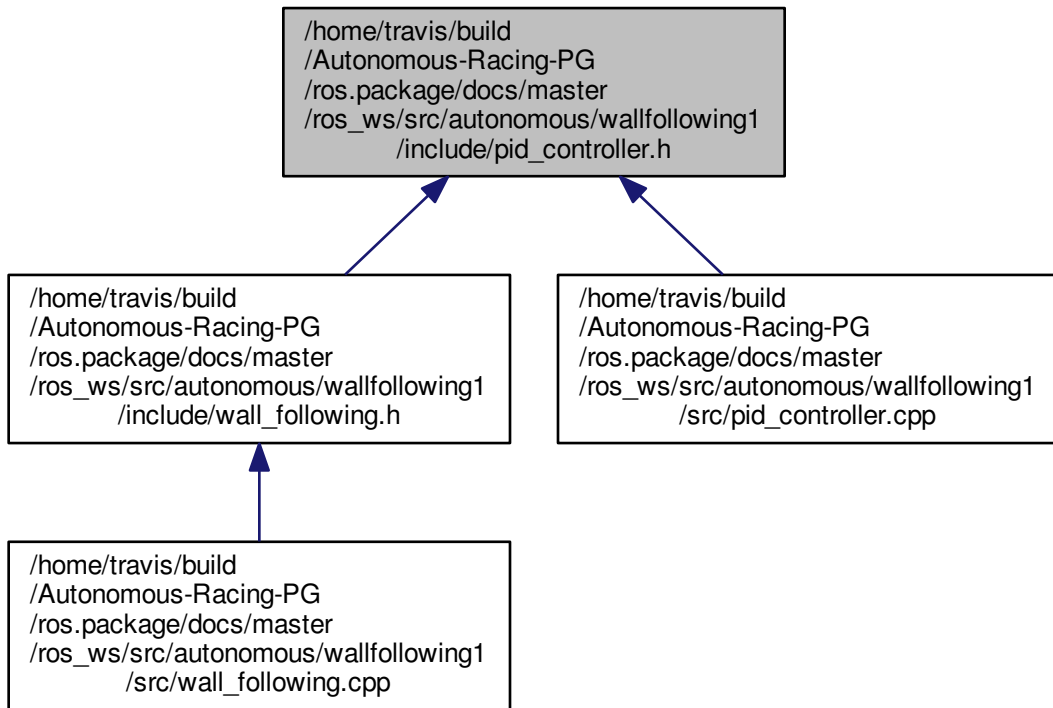 /home/travis/build
/Autonomous-Racing-PG
/ros.package/docs/master
/ros_ws/src/autonomous/wallfollowing1
/include/pid_controller.h
/home/travis/build
/Autonomous-Racing-PG
/ros.package/docs/master
/ros_ws/src/autonomous/wallfollowing1
/include/wall_following.h
/home/travis/build
/Autonomous-Racing-PG
/ros.package/docs/master
/ros_ws/src/autonomous/wallfollowing1
/src/pid_controller.cpp
/home/travis/build
/Autonomous-Racing-PG
/ros.package/docs/master
/ros_ws/src/autonomous/wallfollowing1
/src/wall_following.cpp